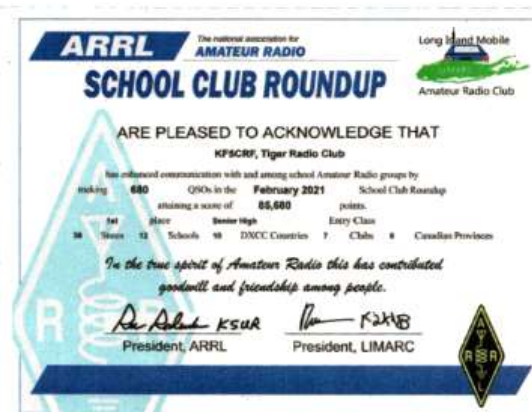 ARRL The national association for
AMATEUR RADIO
Long Island Mobile
Amateur Radio Club
SCHOOL CLUB ROUNDUP
ARE PLEASED TO ACKNOWLEDGE THAT
KF5CRF, Tiger Radio Club
has enhanced communication with and among school Amateur Radio groups by
making 680 QSOs in the February 2021 School Club Roundup
attaining a score of 85,680 points.
1st place Senior High Entry Class
States 12 Schools 10 DXCC Countries 7 Clubs Canadian Provinces
In the true spirit of Amateur Radio this has contributed
goodwill and friendship among people.
K5UR K2XUB
President, ARRL President, LIMARC
A
R R
L
A
R R
L